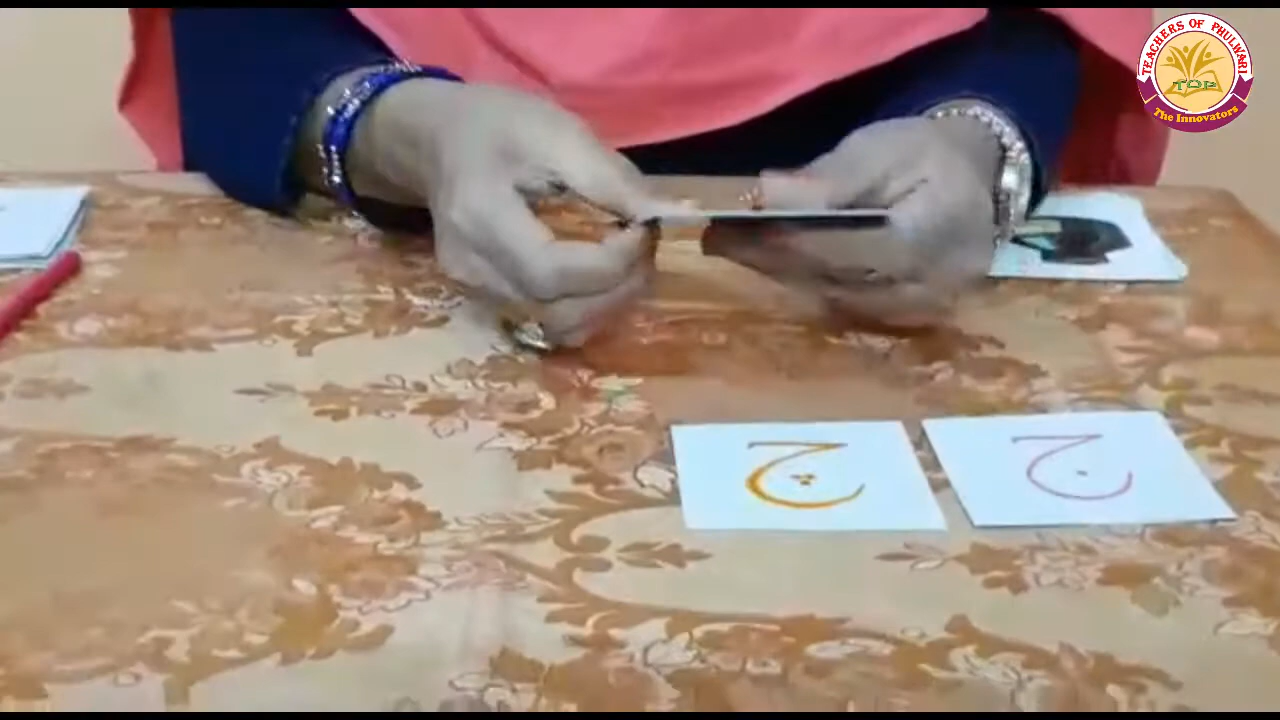 ج
چ
TEACHERS OF PHULWARI
TOP
The Innovators